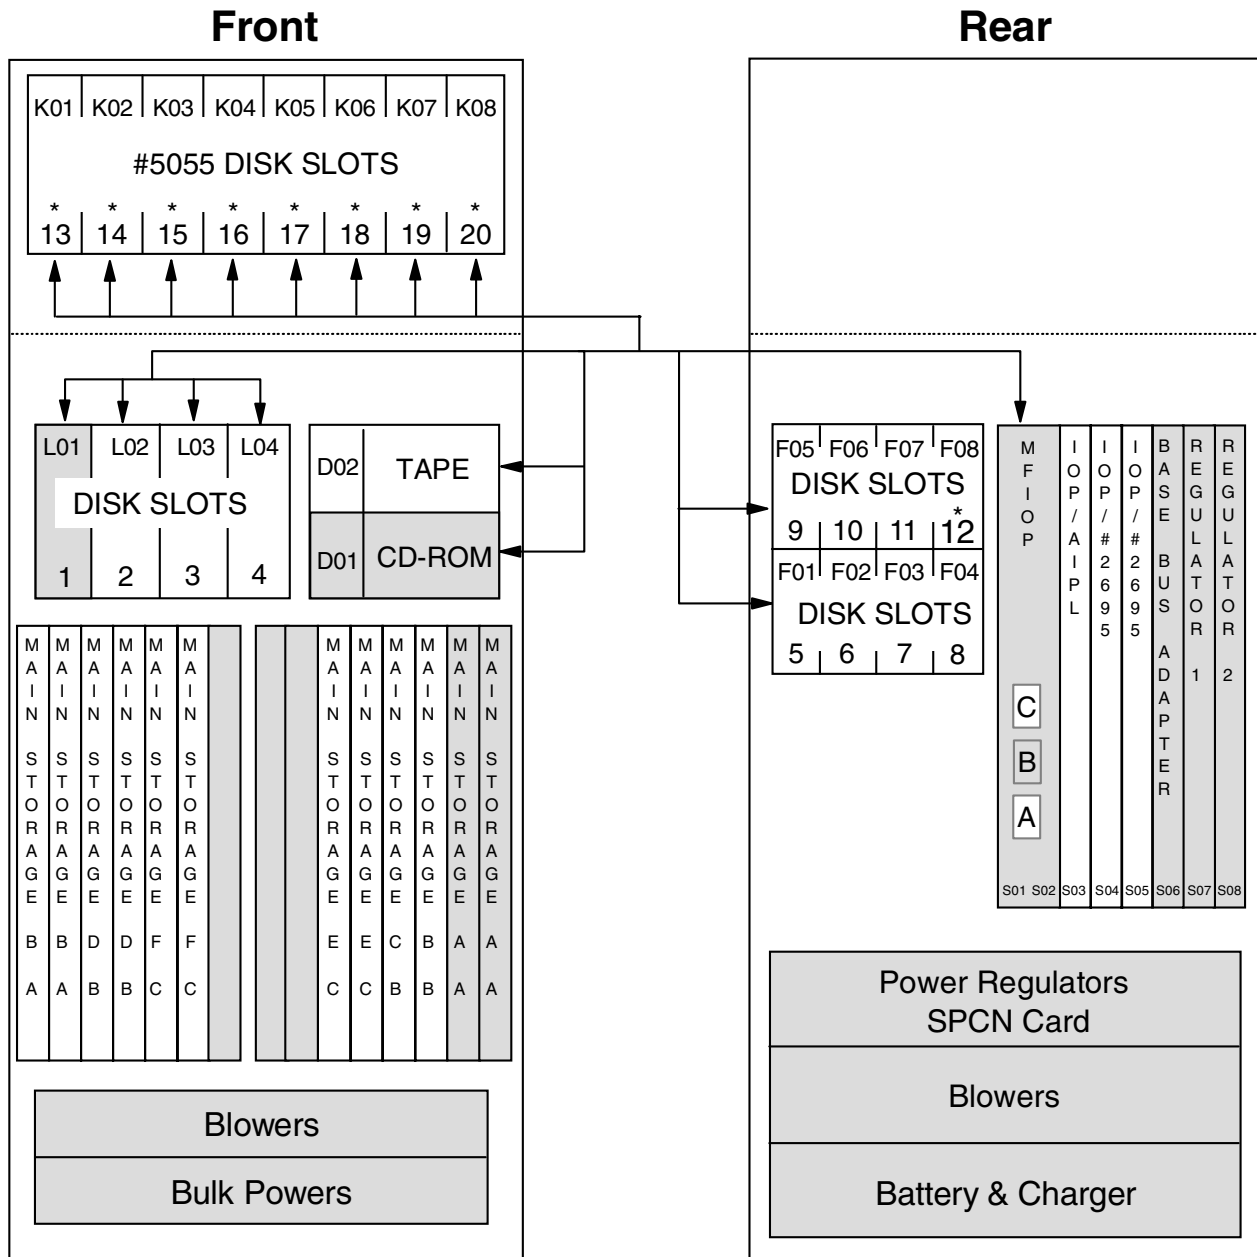 Front
Rear
K01 K02 K03 K04 K05 K06 K07 K08
#5055 DISK SLOTS
* * * * * * * *
13 14 15 16 17 18 19 20
L01 L02 L03 L04
DISK SLOTS
1 2 3 4
D02 TAPE
D01 CD-ROM
F05 F06 F07 F08
DISK SLOTS
*
9 10 11 12
F01 F02 F03 F04
DISK SLOTS
5 6 7 8
MFIOP
C
B
A
IOP/AIPL
IOP/#2695
IOP/#2695
BASE BUS ADAPTER
REGULATOR 1
REGULATOR 2
S01 S02 S03 S04 S05 S06 S07 S08
MAIN STORAGE B A
MAIN STORAGE B A
MAIN STORAGE D B
MAIN STORAGE D B
MAIN STORAGE F C
MAIN STORAGE F C
MAIN STORAGE E C
MAIN STORAGE E C
MAIN STORAGE C B
MAIN STORAGE B B
MAIN STORAGE A A
MAIN STORAGE A A
Blowers
Bulk Powers
Power Regulators
SPCN Card
Blowers
Battery & Charger